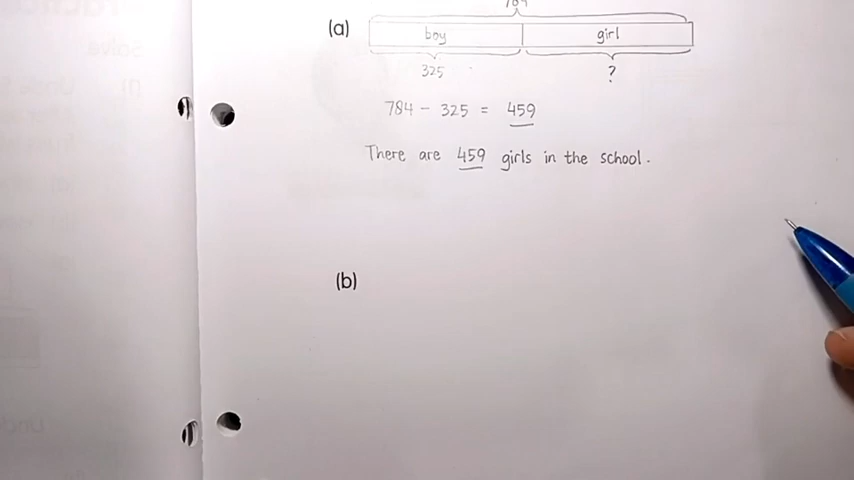 (a)
boy girl
325 ?
784 - 325 = 459
There are 459 girls in the school.
(b)